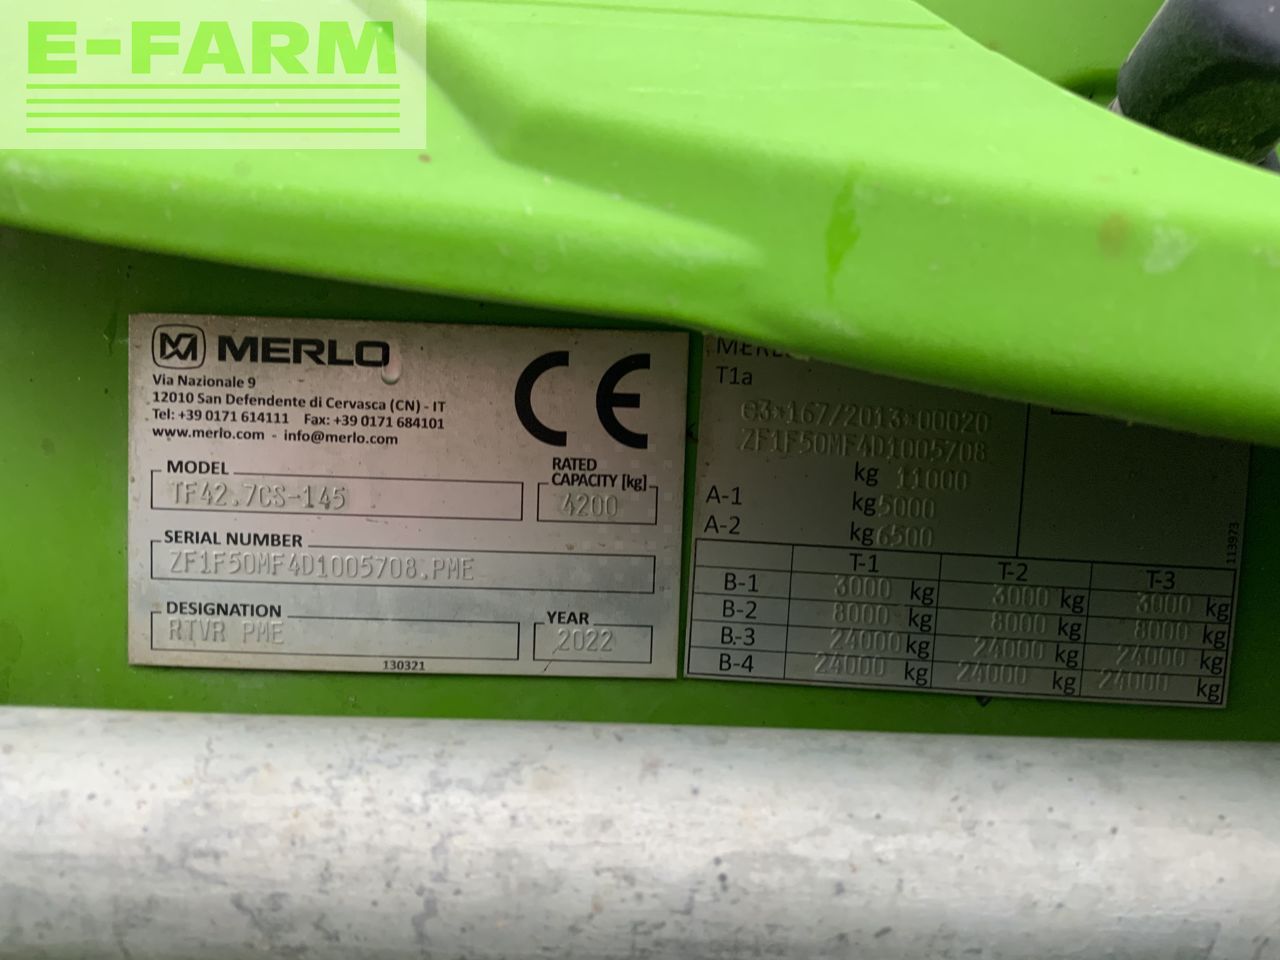 E-FARM
MERLO
Via Nazionale 9
12010 San Defendente di Cervasca (CN) - IT
Tel: +39 0171 614111 Fax: +39 0171 684101
www.merlo.com - info@merlo.com
CE
MODEL
TF42.7CS-145
RATED
CAPACITY [kg]
4200
SERIAL NUMBER
ZF1F50MF4D1005708.PME
DESIGNATION
RTVR PME
YEAR
2022
130321
T1a
e3*167/2013*00020
ZF1F50MF4D1005708
kg 11000
A-1 kg 5000
A-2 kg 6500
T-1 T-2 T-3
B-1 3000 kg 3000 kg 3000 kg
B-2 8000 kg 8000 kg 8000 kg
B-3 24000 kg 24000 kg 24000 kg
B-4 24000 kg 24000 kg 24000 kg
113973